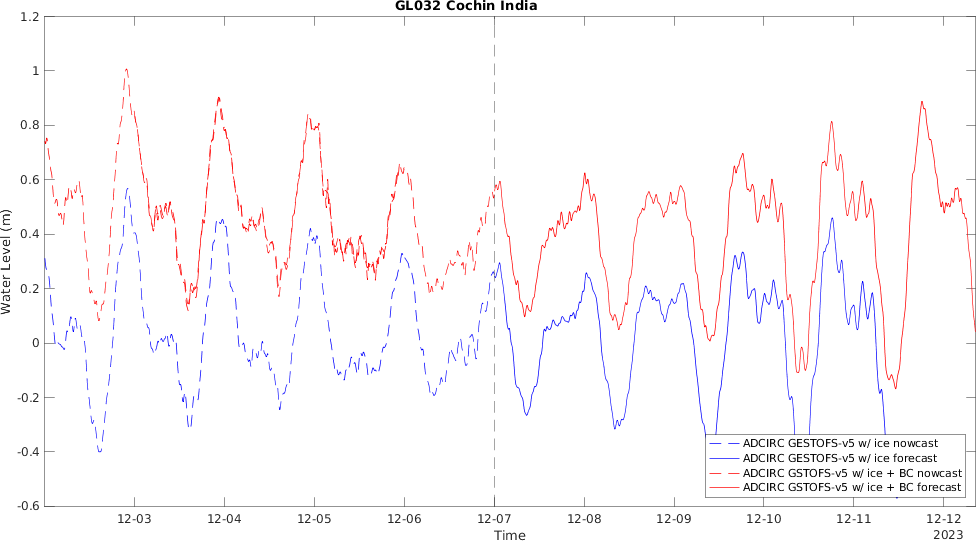 GL032 Cochin India
1.2
1
0.8
0.6
0.4
0.2
0
-0.2
-0.4
-0.6
Water Level (m)
ADCIRC GESTOFS-v5 w/ ice nowcast
ADCIRC GESTOFS-v5 w/ ice forecast
ADCIRC GSTOFS-v5 w/ ice + BC nowcast
ADCIRC GSTOFS-v5 w/ ice + BC forecast
12-03 12-04 12-05 12-06 12-07 12-08 12-09 12-10 12-11 12-12
2023
Time